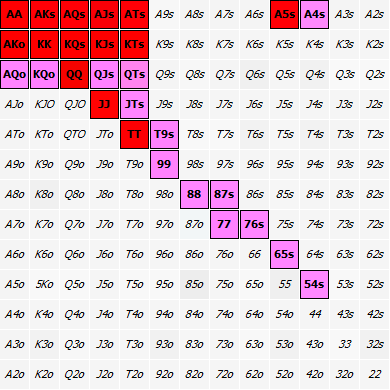 AA AKs AQs AJs ATs A9s A8s A7s A6s A5s A4s A3s A2s
AKo KK KQs KJs KTs K9s K8s K7s K6s K5s K4s K3s K2s
AQo KQo QQ QJs QTs Q9s Q8s Q7s Q6s Q5s Q4s Q3s Q2s
AJo KJO QJO JJ JTs J9s J8s J7s J6s J5s J4s J3s J2s
ATo KTo QTO JTo TT T9s T8s T7s T6s T5s T4s T3s T2s
A9o K9o Q9o J9o T9o 99 98s 97s 96s 95s 94s 93s 92s
A8o K8o Q8o J8o T8o 98o 88 87s 86s 85s 84s 83s 82s
A7o K7o Q7o J7o T7o 97o 87o 77 76s 75s 74s 73s 72s
A6o K6o Q6o J6o T6o 96o 86o 76o 66 65s 64s 63s 62s
A5o 5Ko Q5o J5o T5o 95o 85o 75o 65o 55 54s 53s 52s
A4o K4o Q4o J4o T4o 94o 84o 74o 64o 54o 44 43s 42s
A3o K3o Q3o J3o T3o 93o 83o 73o 63o 53o 43o 33 32s
A2o K2o Q2o J2o T2o 92o 82o 72o 62o 52o 42o 32o 22